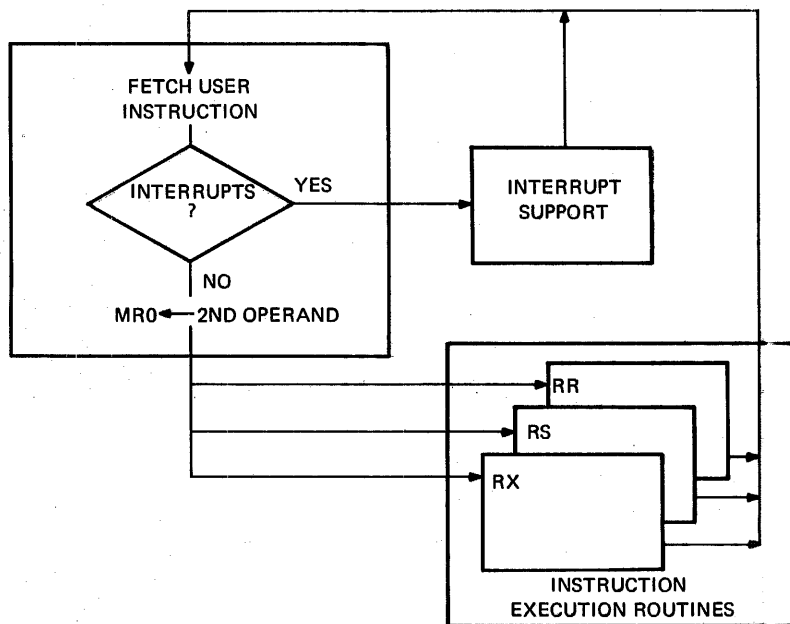 FETCH USER
INSTRUCTION
INTERRUPTS
?
YES
INTERRUPT
SUPPORT
NO
MR0←2ND OPERAND
RR
RS
RX
INSTRUCTION
EXECUTION ROUTINES